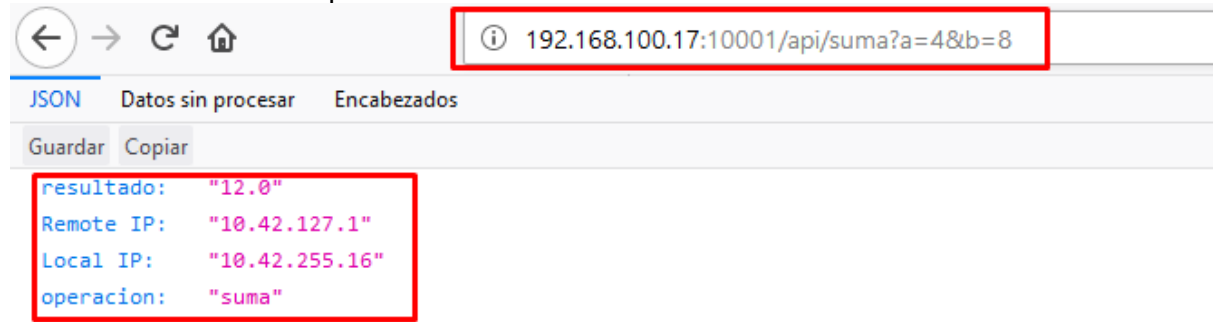 192.168.100.17:10001/api/suma?a=4&b=8
JSON Datos sin procesar Encabezados
Guardar Copiar
resultado: "12.0"
Remote IP: "10.42.127.1"
Local IP: "10.42.255.16"
operacion: "suma"